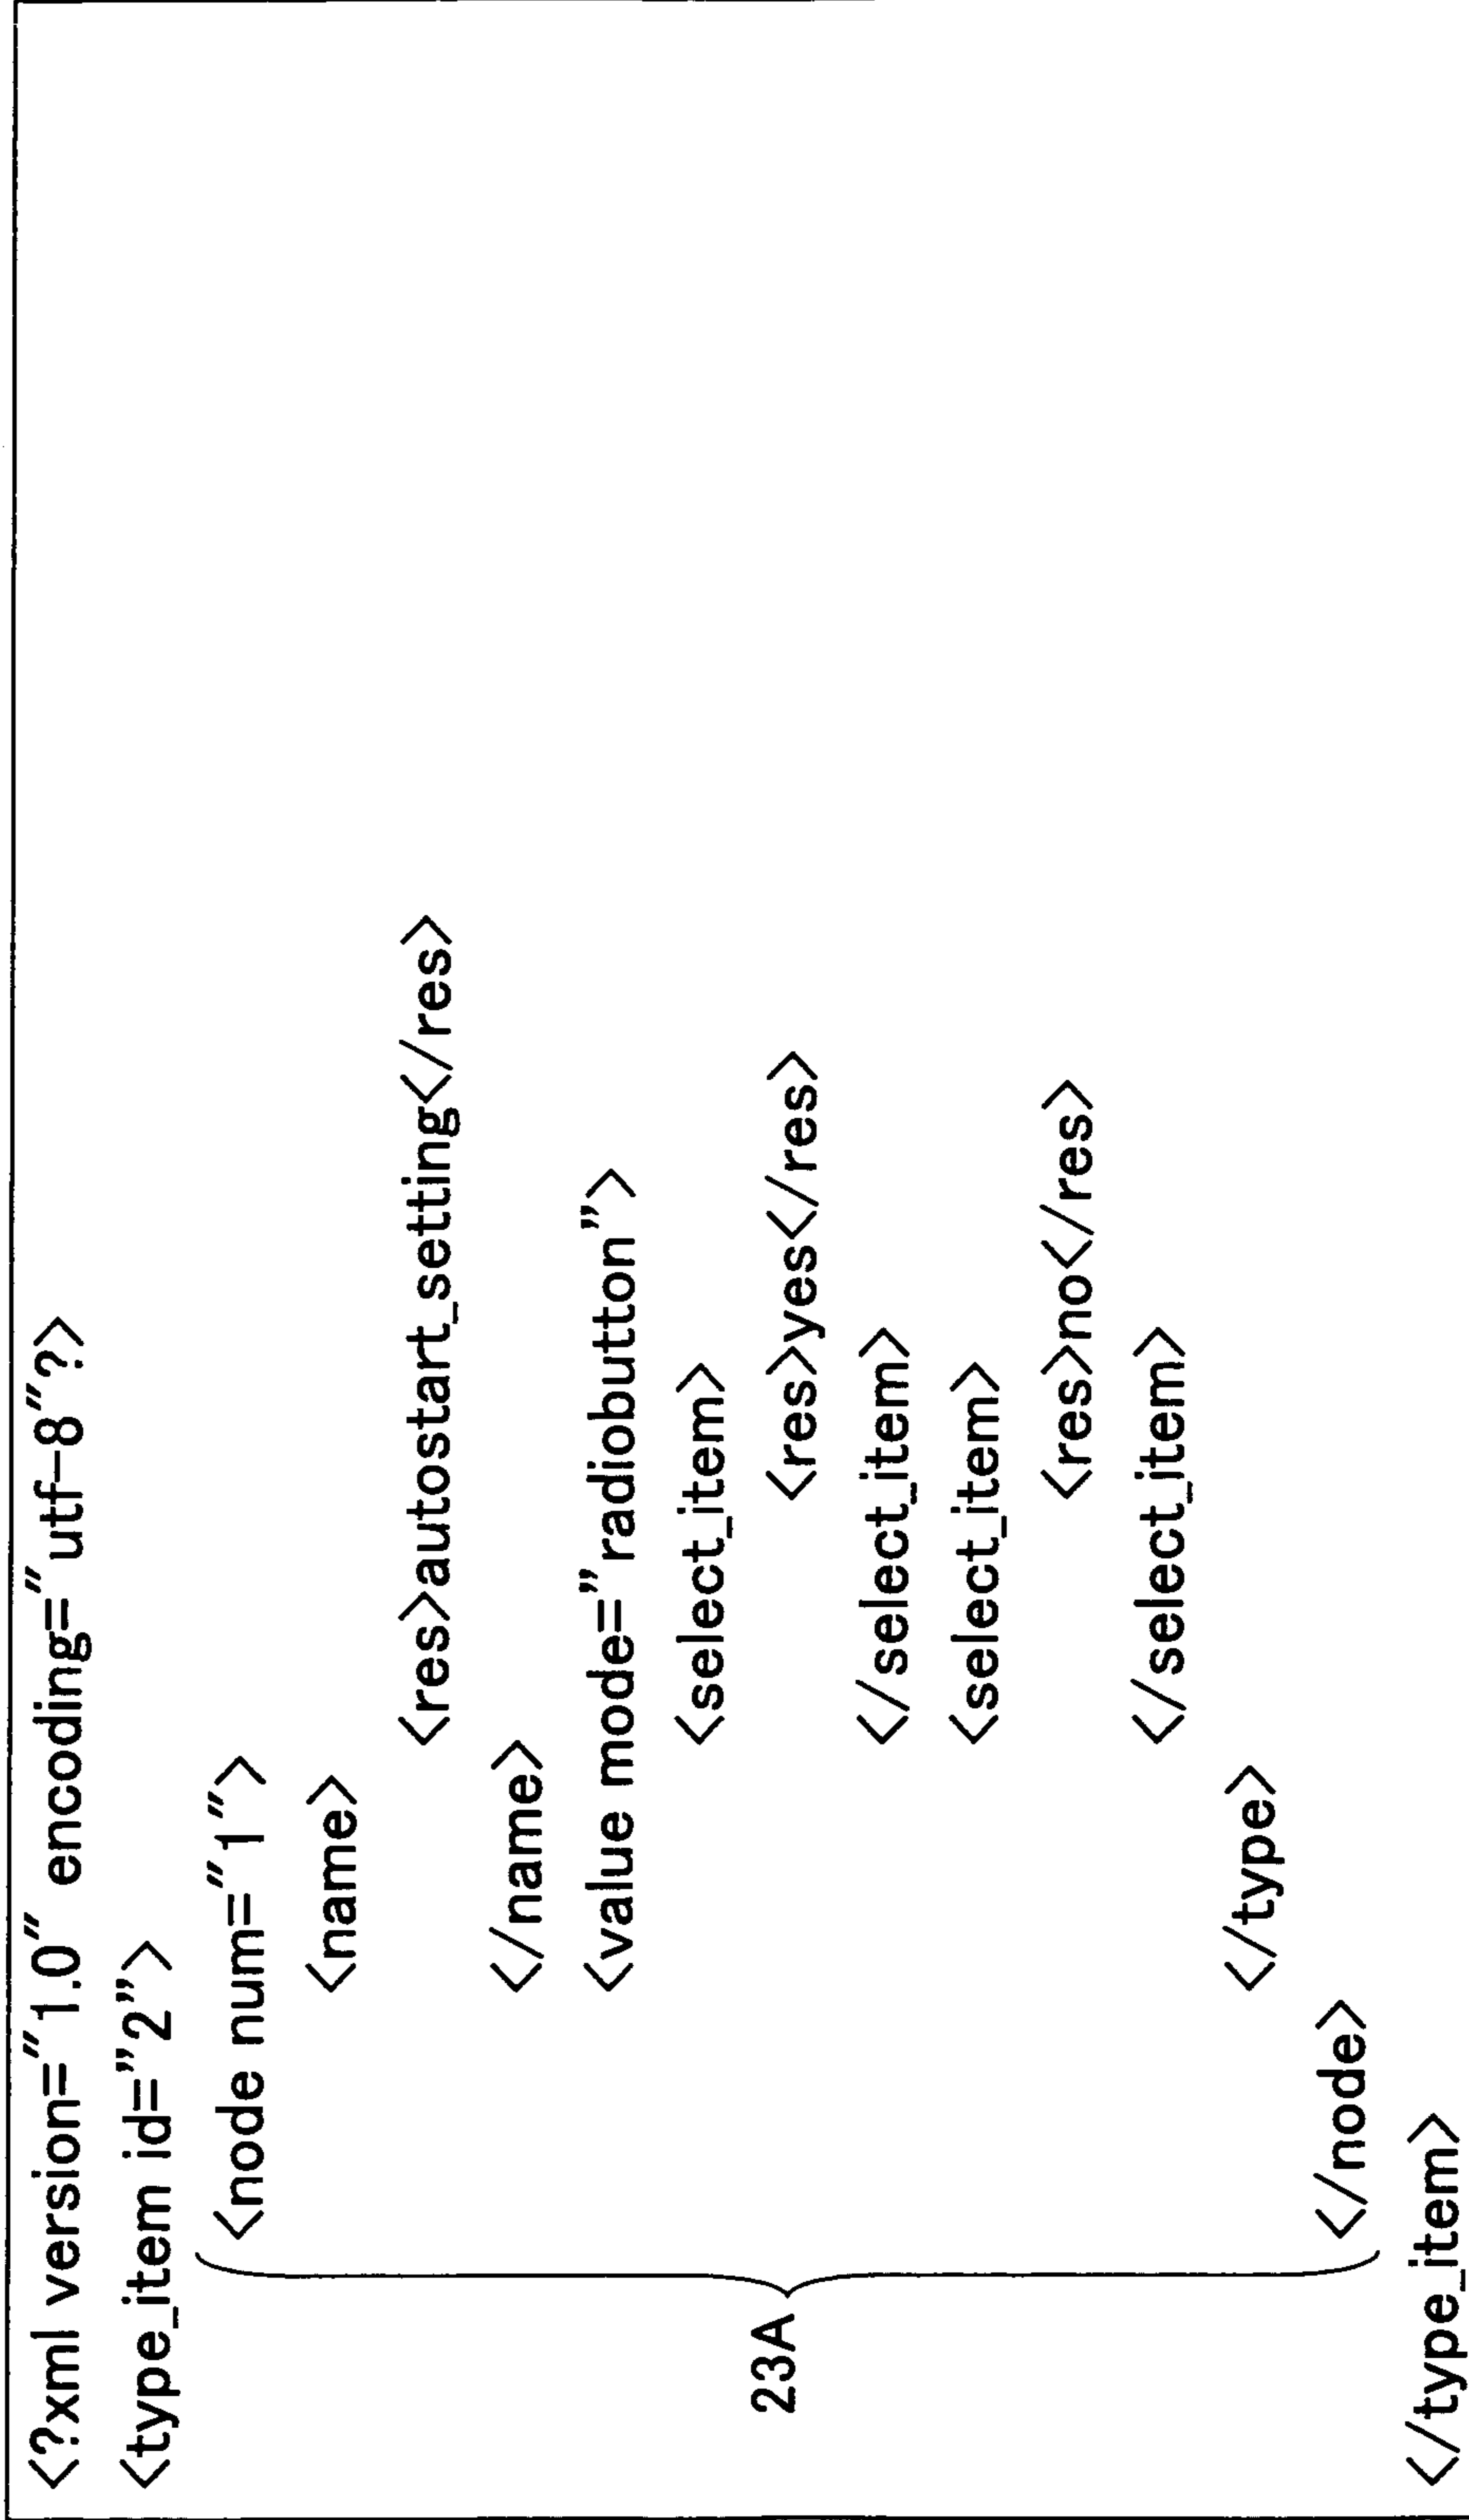 <?xml version="1.0" encoding="utf-8"?>
<type_item id="2">
<node num="1">
<name>
<res>autostart_setting</res>
</name>
<value mode="radiobutton">
<select_item>
<res>yes</res>
23A
</select_item>
<select_item>
<res>no</res>
</select_item>
</type>
</node>
</type_item>